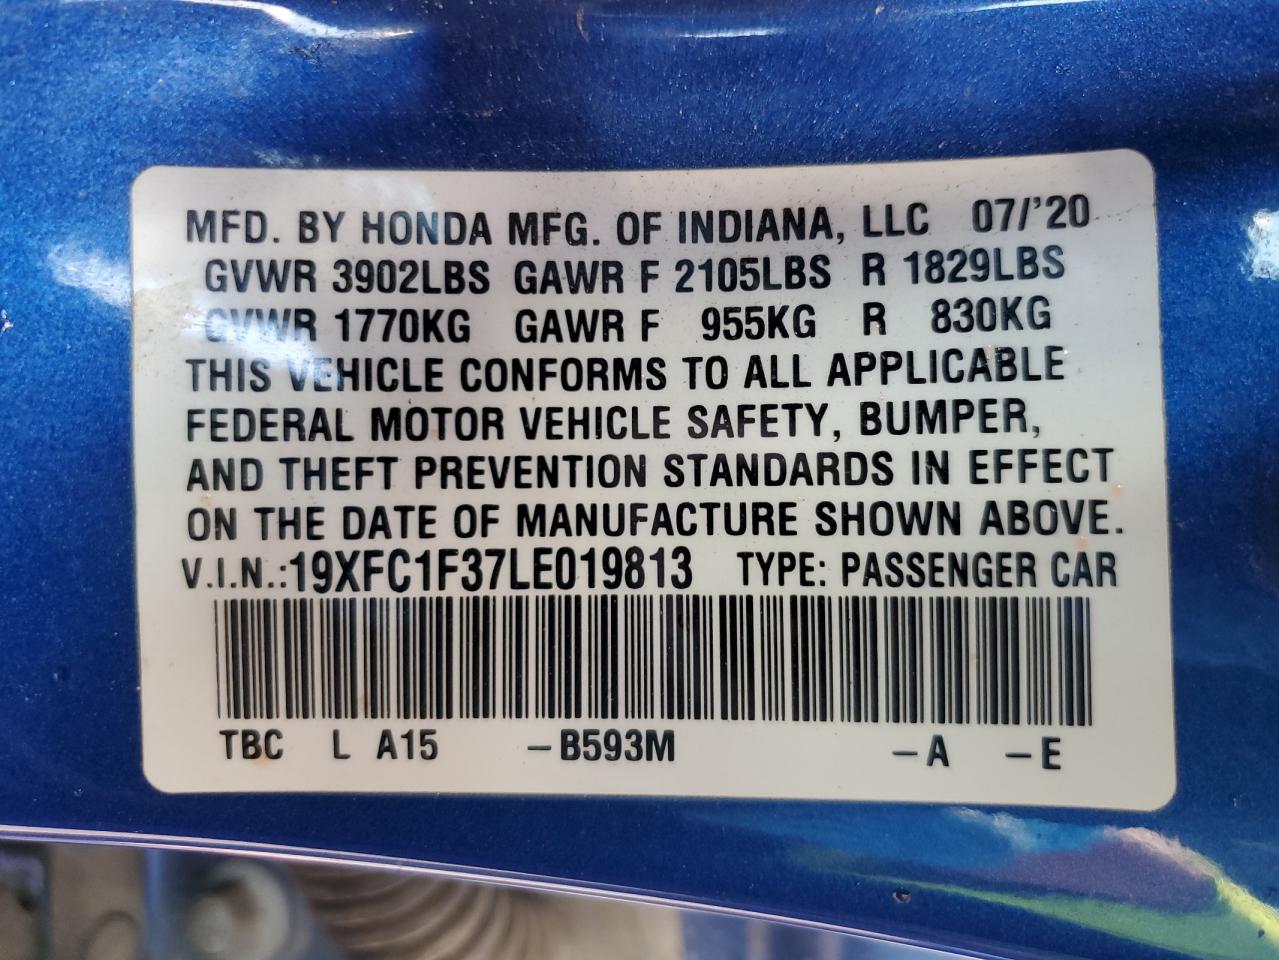 MFD. BY HONDA MFG. OF INDIANA, LLC 07/'20
GVWR 3902LBS GAWR F 2105LBS R 1829LBS
GVWR 1770KG GAWR F 955KG R 830KG
THIS VEHICLE CONFORMS TO ALL APPLICABLE
FEDERAL MOTOR VEHICLE SAFETY, BUMPER,
AND THEFT PREVENTION STANDARDS IN EFFECT
ON THE DATE OF MANUFACTURE SHOWN ABOVE.
V.I.N.:19XFC1F37LE019813 TYPE: PASSENGER CAR
TBC L A15 –B593M –A –E